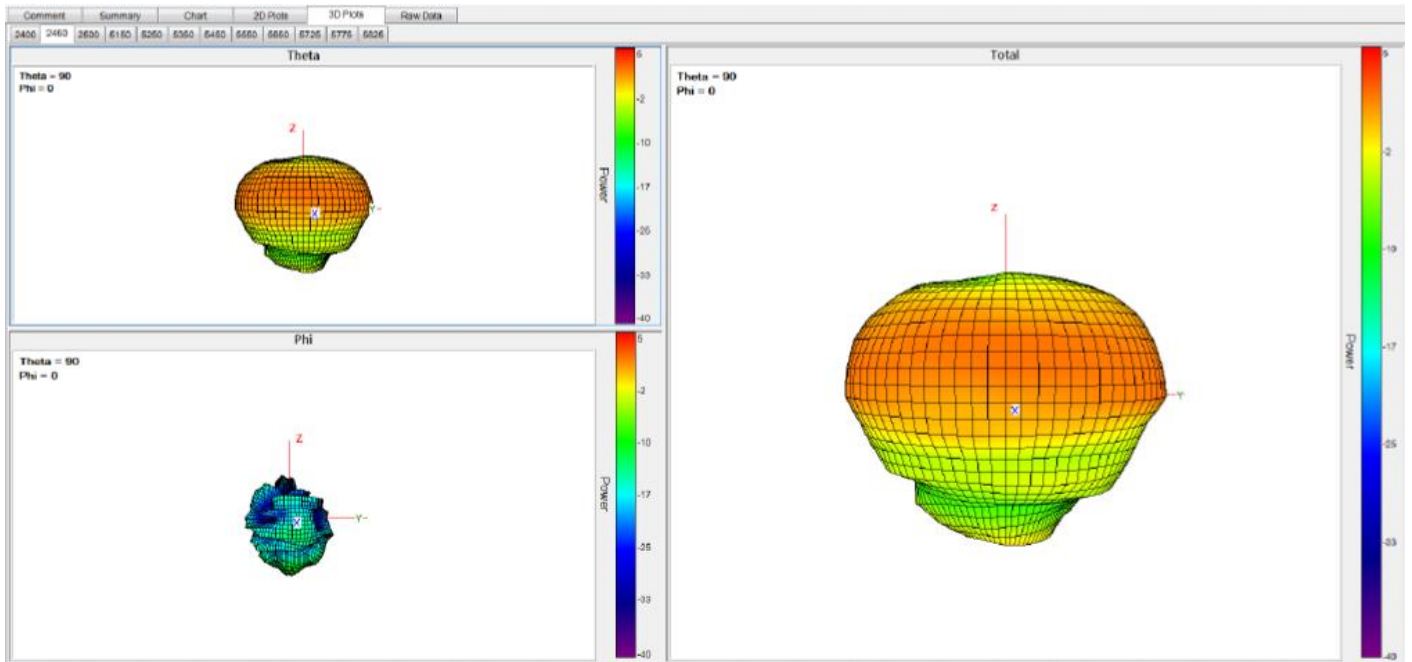 Comment Summary Chart 2D Plots 3D Plots Raw Data
2400 2450 2500 5150 5250 5350 5450 5550 5650 5725 5775 5825
Theta
Theta = 90
Phi = 0
Z
X
Y-
5
-2
-10
-17
-25
-33
-40
Power
Phi
Theta = 90
Phi = 0
Z
X
Y-
5
-2
-10
-17
-25
-33
-40
Power
Total
Theta = 90
Phi = 0
Z
X
Y-
5
-2
-10
-17
-25
-33
-40
Power